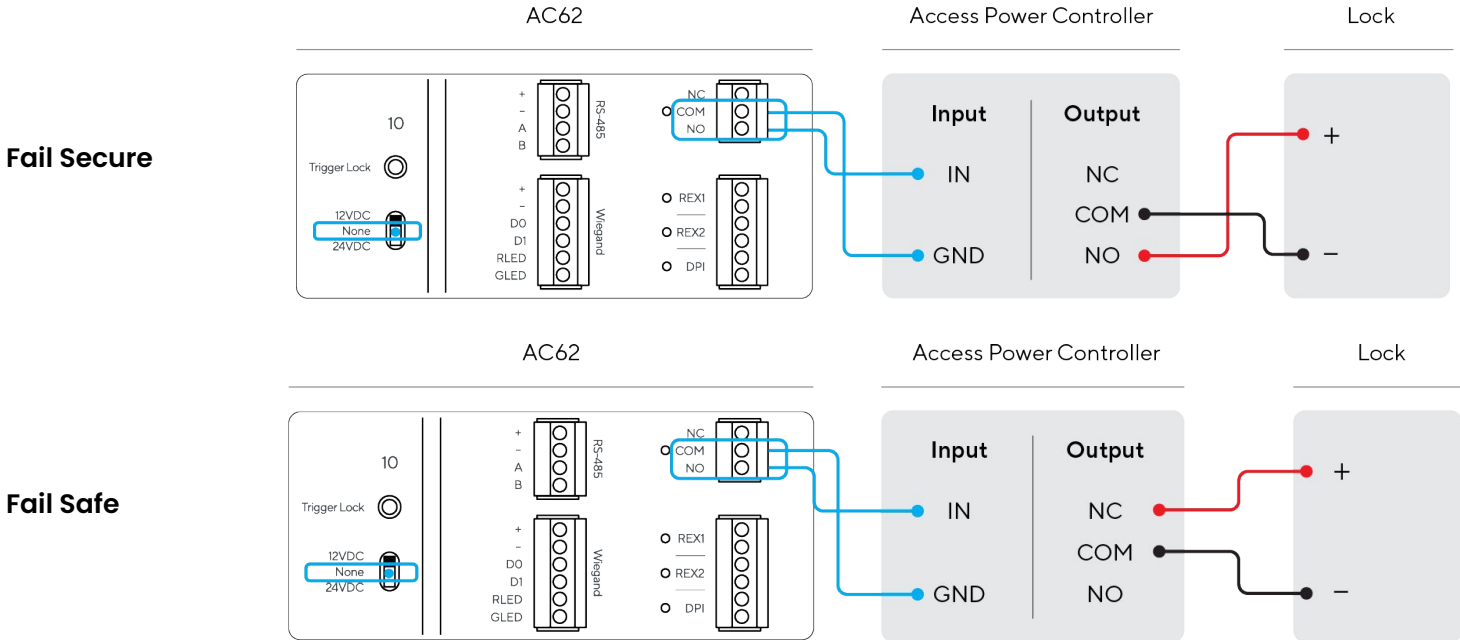 AC62
Access Power Controller
Lock
Fail Secure
10
Trigger Lock
12VDC
None
24VDC
+
-
A
B
RS-485
+
-
D0
D1
RLED
GLED
Wiegand
NC
COM
NO
REX1
REX2
DPI
Input
Output
IN
GND
NC
COM
NO
+
-
AC62
Access Power Controller
Lock
Fail Safe
10
Trigger Lock
12VDC
None
24VDC
+
-
A
B
RS-485
+
-
D0
D1
RLED
GLED
Wiegand
NC
COM
NO
REX1
REX2
DPI
Input
Output
IN
GND
NC
COM
NO
+
-